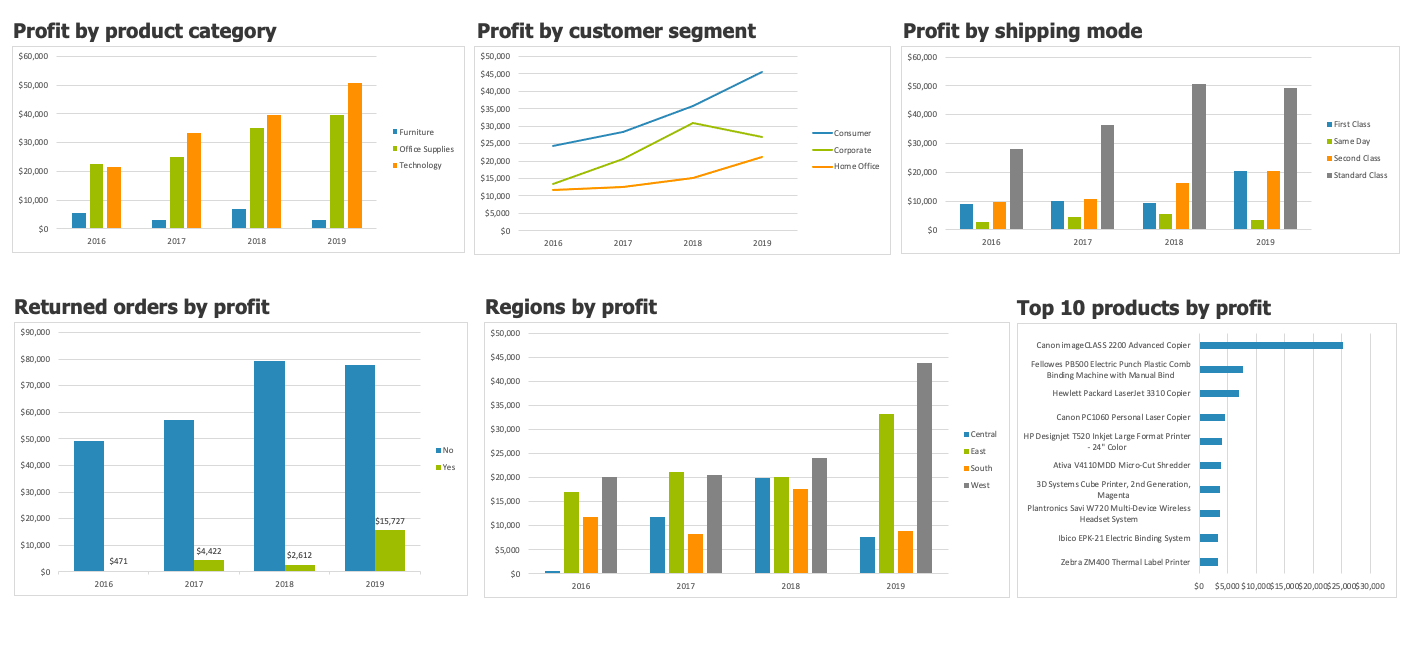 Profit by product category
$60,000
$50,000
$40,000
$30,000
$20,000
$10,000
$0
2016 2017 2018 2019
Furniture
Office Supplies
Technology
Profit by customer segment
$50,000
$45,000
$40,000
$35,000
$30,000
$25,000
$20,000
$15,000
$10,000
$5,000
$0
2016 2017 2018 2019
Consumer
Corporate
Home Office
Profit by shipping mode
$60,000
$50,000
$40,000
$30,000
$20,000
$10,000
$0
2016 2017 2018 2019
First Class
Same Day
Second Class
Standard Class
Returned orders by profit
$90,000
$80,000
$70,000
$60,000
$50,000
$40,000
$30,000
$20,000
$10,000
$0
$471
$4,422
$2,612
$15,727
2016 2017 2018 2019
No
Yes
Regions by profit
$50,000
$45,000
$40,000
$35,000
$30,000
$25,000
$20,000
$15,000
$10,000
$5,000
$0
2016 2017 2018 2019
Central
East
South
West
Top 10 products by profit
Canon imageCLASS 2200 Advanced Copier
Fellowes PB500 Electric Punch Plastic Comb
Binding Machine with Manual Bind
Hewlett Packard LaserJet 3310 Copier
Canon PC1060 Personal Laser Copier
HP Designjet T520 Inkjet Large Format Printer
- 24" Color
Ativa V4110MDD Micro-Cut Shredder
3D Systems Cube Printer, 2nd Generation,
Magenta
Plantronics Savi W720 Multi-Device Wireless
Headset System
Ibico EPK-21 Electric Binding System
Zebra ZM400 Thermal Label Printer
$0 $5,000 $10,000 $15,000 $20,000 $25,000 $30,000